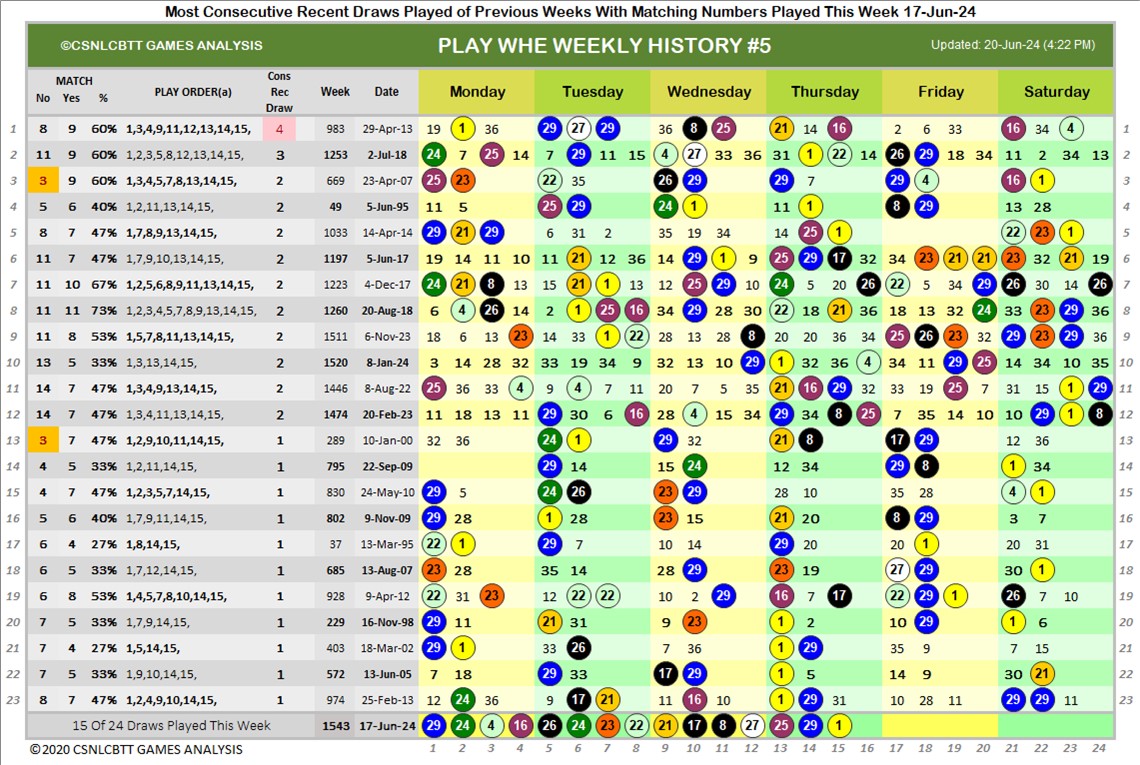 Most Consecutive Recent Draws Played of Previous Weeks With Matching Numbers Played This Week 17-Jun-24
©CSNLCBTT GAMES ANALYSIS PLAY WHE WEEKLY HISTORY #5 Updated: 20-Jun-24 (4:22 PM)
MATCH Cons
No Yes % PLAY ORDER(a) Rec Week Date Monday Tuesday Wednesday Thursday Friday Saturday
Draw
1 8 9 60% 1,3,4,9,11,12,13,14,15, 4 983 29-Apr-13 19 1 36 29 27 29 36 8 25 21 14 16 2 6 33 16 34 4 1
2 11 9 60% 1,2,3,5,8,12,13,14,15, 3 1253 2-Jul-18 24 7 25 14 7 29 11 15 4 27 33 36 31 1 22 14 26 29 18 34 11 2 34 13 2
3 3 9 60% 1,3,4,5,7,8,13,14,15, 2 669 23-Apr-07 25 23 22 35 26 29 29 7 29 4 16 1 3
4 5 6 40% 1,2,11,13,14,15, 2 49 5-Jun-95 11 5 25 29 24 1 11 1 8 29 13 28 4
5 8 7 47% 1,7,8,9,13,14,15, 2 1033 14-Apr-14 29 21 29 6 31 2 35 19 34 14 25 1 22 23 1 5
6 11 7 47% 1,7,9,10,13,14,15, 2 1197 5-Jun-17 19 14 11 10 11 21 12 36 14 29 1 9 25 29 17 32 34 23 21 21 23 32 21 19 6
7 11 10 67% 1,2,5,6,8,9,11,13,14,15, 2 1223 4-Dec-17 24 21 8 13 15 21 1 13 12 25 29 10 24 5 20 26 22 5 34 29 26 30 14 26 7
8 11 11 73% 1,2,3,4,5,7,8,9,13,14,15, 2 1260 20-Aug-18 6 4 26 14 2 1 25 16 34 29 28 30 22 18 21 36 18 13 32 24 33 23 29 36 8
9 11 8 53% 1,5,7,8,11,13,14,15, 2 1511 6-Nov-23 18 35 13 23 14 33 1 22 28 13 28 8 20 20 36 34 25 26 23 32 29 23 29 36 9
10 13 5 33% 1,3,13,14,15, 2 1520 8-Jan-24 3 14 28 32 33 19 34 9 32 13 10 29 1 32 36 4 34 11 29 25 14 34 10 35 10
11 14 7 47% 1,3,4,9,13,14,15, 2 1446 8-Aug-22 25 36 33 4 9 4 7 11 20 7 5 35 21 16 29 32 33 19 25 7 31 15 1 29 11
12 14 7 47% 1,3,4,11,13,14,15, 2 1474 20-Feb-23 11 18 13 11 29 30 6 16 28 4 15 34 29 34 8 25 7 35 14 10 10 29 1 8 12
13 3 7 47% 1,2,9,10,11,14,15, 1 289 10-Jan-00 32 36 24 1 29 32 21 8 17 29 12 36 13
14 4 5 33% 1,2,11,14,15, 1 795 22-Sep-09 29 14 15 24 12 34 29 8 1 34 14
15 4 7 47% 1,2,3,5,7,14,15, 1 830 24-May-10 29 5 24 26 23 29 28 10 35 28 4 1 15
16 5 6 40% 1,7,9,11,14,15, 1 802 9-Nov-09 29 28 1 28 23 15 21 20 8 29 3 7 16
17 6 4 27% 1,8,14,15, 1 37 13-Mar-95 22 1 29 7 10 14 29 20 20 1 20 31 17
18 6 5 33% 1,7,12,14,15, 1 685 13-Aug-07 23 28 35 14 28 29 23 19 27 29 30 1 18
19 6 8 53% 1,4,5,7,8,10,14,15, 1 928 9-Apr-12 22 31 23 12 22 22 10 2 29 16 7 17 22 29 1 26 7 10 19
20 7 5 33% 1,7,9,14,15, 1 229 16-Nov-98 29 11 21 31 9 23 1 2 10 29 1 6 20
21 7 4 27% 1,5,14,15, 1 403 18-Mar-02 29 1 33 26 7 36 1 29 35 9 7 15 21
22 7 5 33% 1,9,10,14,15, 1 572 13-Jun-05 7 18 29 33 17 29 1 5 14 9 30 21 22
23 8 7 47% 1,2,4,9,10,14,15, 1 974 25-Feb-13 12 24 36 9 17 21 11 16 10 1 29 31 10 28 11 29 29 11 23
15 Of 24 Draws Played This Week 1543 17-Jun-24 29 24 4 16 26 24 23 22 21 17 8 27 25 29 1
© 2020 CSNLCBTT GAMES ANALYSIS 1 2 3 4 5 6 7 8 9 10 11 12 13 14 15 16 17 18 19 20 21 22 23 24